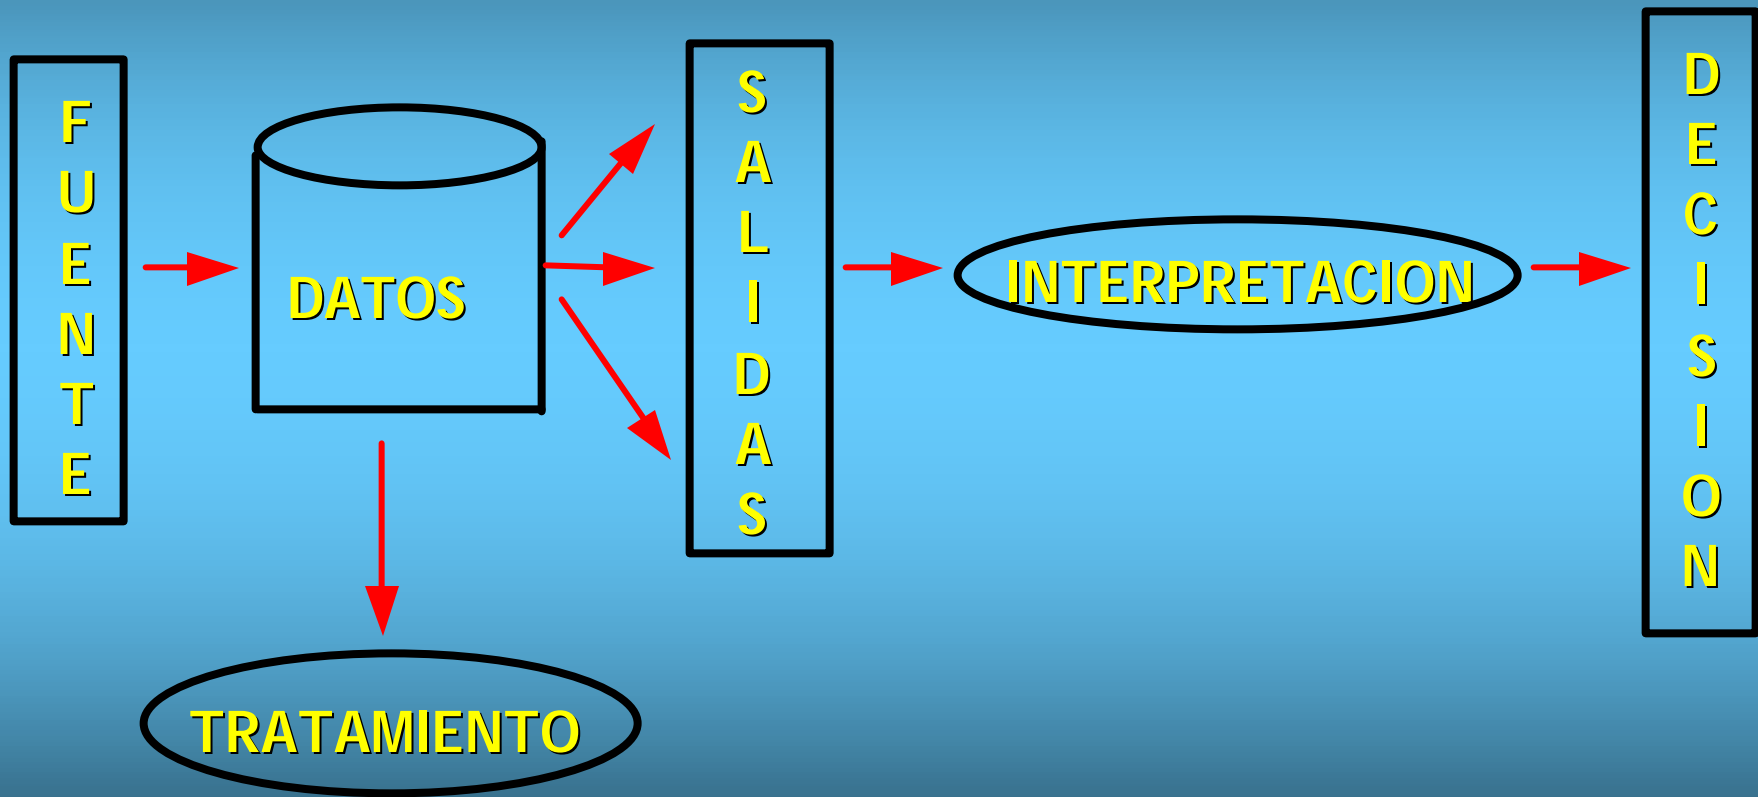 FUENTE
DATOS
SALIDAS
INTERPRETACION
DECISION
TRATAMIENTO